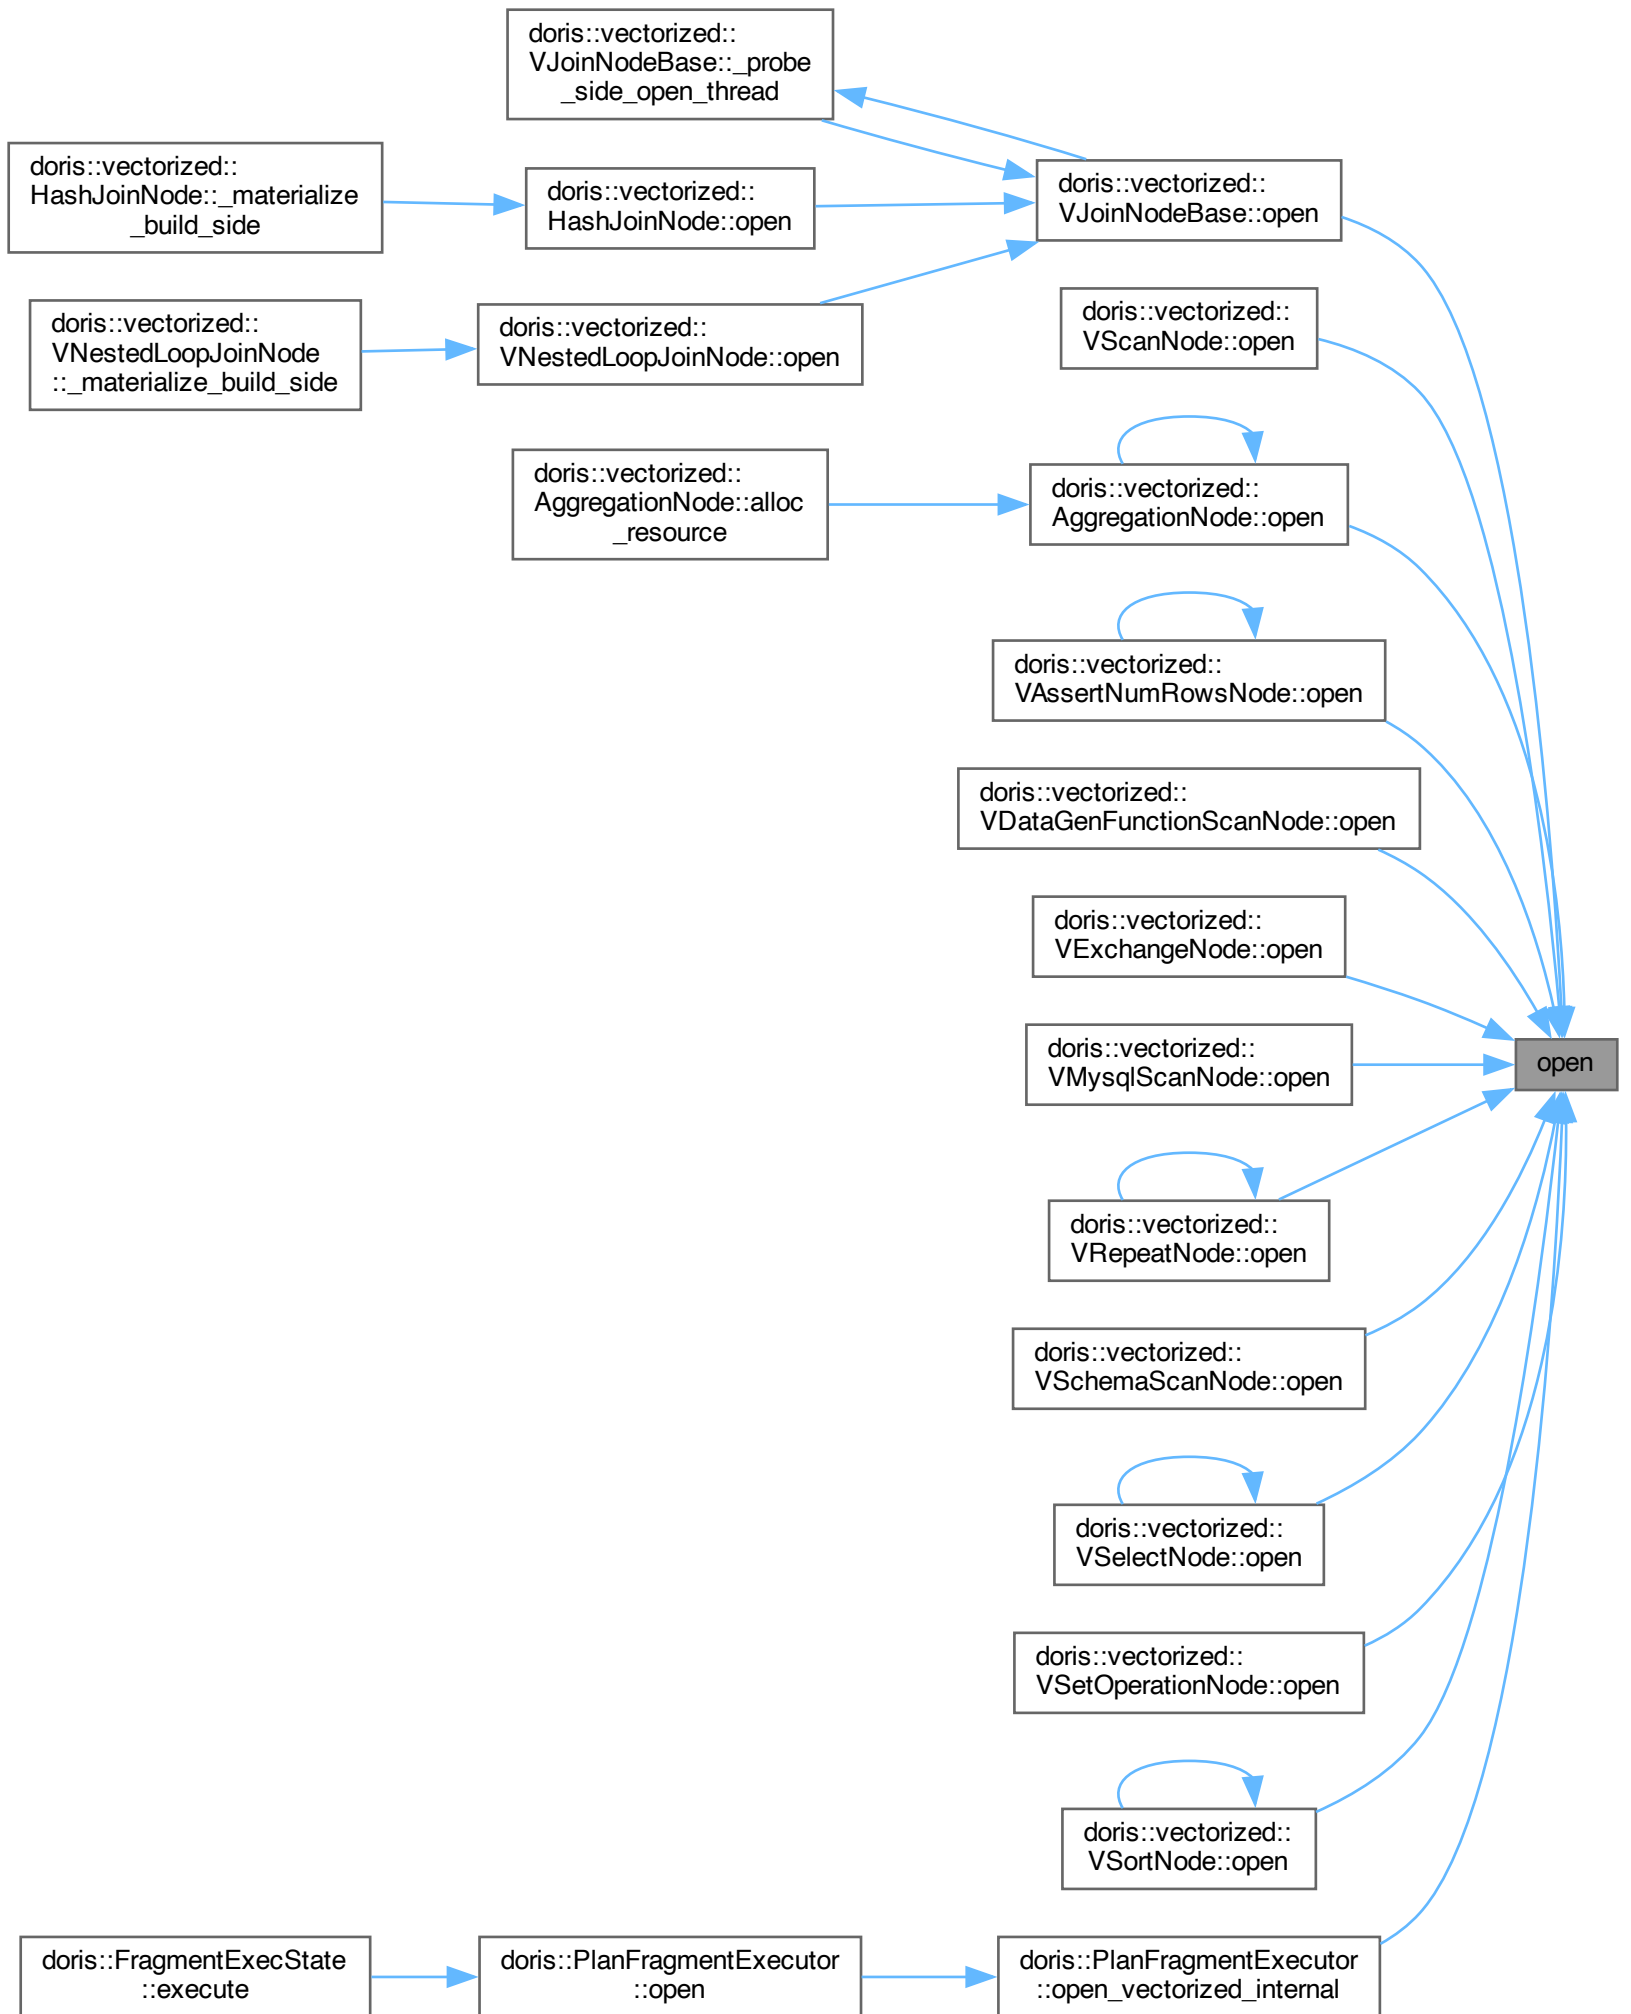 doris::vectorized::
VJoinNodeBase::_probe
_side_open_thread
doris::vectorized::
HashJoinNode::_materialize
_build_side
doris::vectorized::
HashJoinNode::open
doris::vectorized::
VJoinNodeBase::open
doris::vectorized::
VNestedLoopJoinNode
::_materialize_build_side
doris::vectorized::
VNestedLoopJoinNode::open
doris::vectorized::
VScanNode::open
doris::vectorized::
AggregationNode::alloc
_resource
doris::vectorized::
AggregationNode::open
doris::vectorized::
VAssertNumRowsNode::open
doris::vectorized::
VDataGenFunctionScanNode::open
doris::vectorized::
VExchangeNode::open
doris::vectorized::
VMysqlScanNode::open
open
doris::vectorized::
VRepeatNode::open
doris::vectorized::
VSchemaScanNode::open
doris::vectorized::
VSelectNode::open
doris::vectorized::
VSetOperationNode::open
doris::vectorized::
VSortNode::open
doris::FragmentExecState
::execute
doris::PlanFragmentExecutor
::open
doris::PlanFragmentExecutor
::open_vectorized_internal